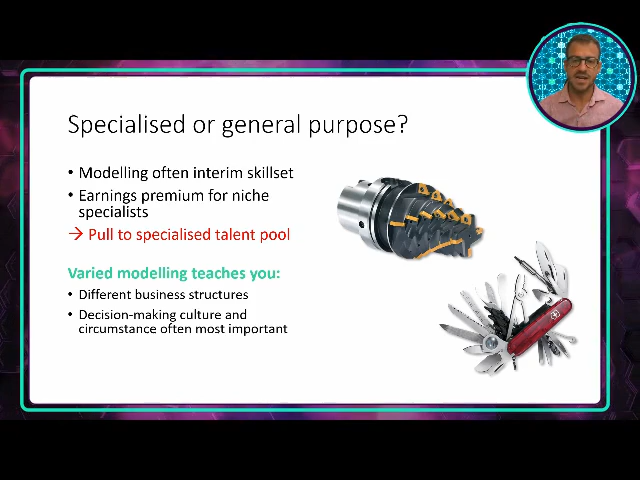 Specialised or general purpose?
• Modelling often interim skillset
• Earnings premium for niche
specialists
→ Pull to specialised talent pool
Varied modelling teaches you:
• Different business structures
• Decision-making culture and
circumstance often most important